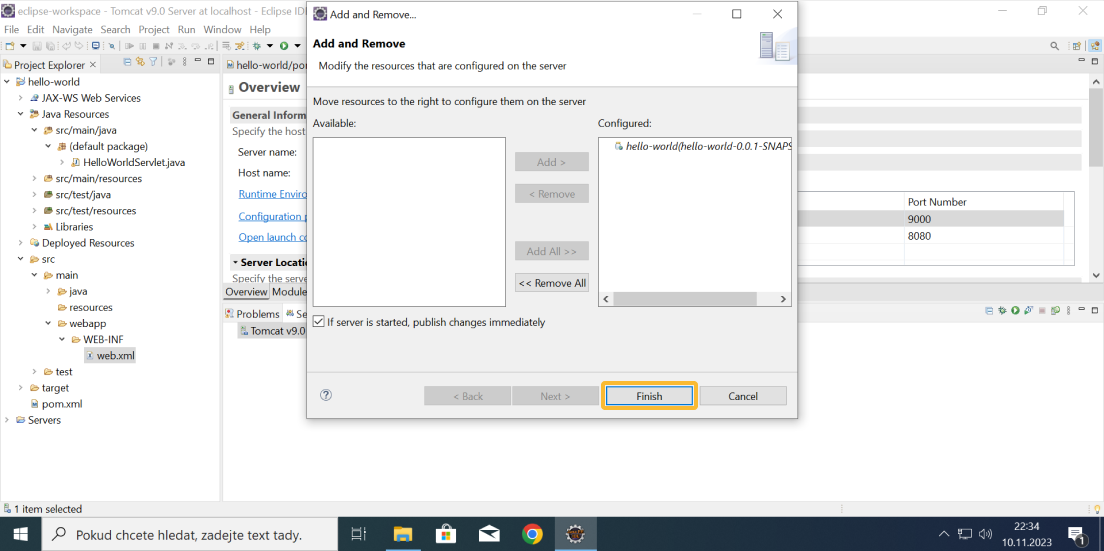 eclipse-workspace - Tomcat v9.0 Server at localhost - Eclipse IDE
File Edit Navigate Search Project Run Window Help
Project Explorer
hello-world
JAX-WS Web Services
Java Resources
src/main/java
(default package)
HelloWorldServlet.java
src/main/resources
src/test/java
src/test/resources
Libraries
Deployed Resources
src
main
java
resources
webapp
WEB-INF
web.xml
test
target
pom.xml
Servers
hello-world/pom
Overview
General Inform
Specify the host
Server name:
Host name:
Runtime Enviro
Configuration p
Open launch co
Server Locatio
Specify the serve
Overview Module
Problems Se
Tomcat v9.0
Port Number
9000
8080
Add and Remove...
Add and Remove
Modify the resources that are configured on the server
Move resources to the right to configure them on the server
Available:
Configured:
hello-world(hello-world-0.0.1-SNAPS
Add >
< Remove
Add All >>
<< Remove All
If server is started, publish changes immediately
< Back
Next >
Finish
Cancel
1 item selected
Pokud chcete hledat, zadejte text tady.
22:34
10.11.2023
1